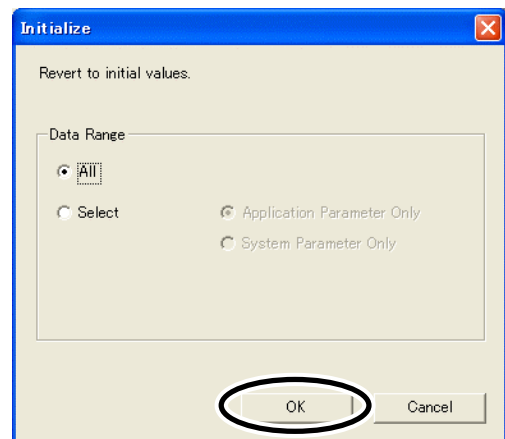 Initialize
Revert to initial values.
Data Range
All
Select
Application Parameter Only
System Parameter Only
OK
Cancel